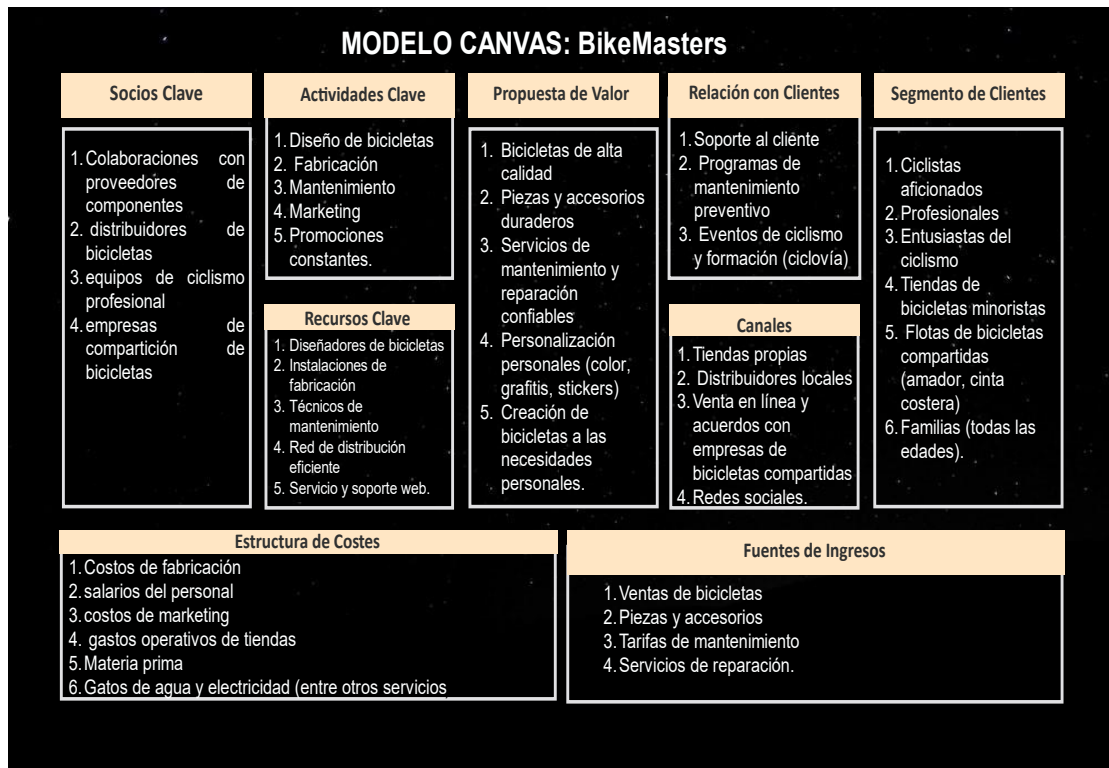 MODELO CANVAS: BikeMasters
Socios Clave
1. Colaboraciones con
proveedores de
componentes
2. distribuidores de
bicicletas
3. equipos de ciclismo
profesional
4. empresas de
compartición de
bicicletas
Actividades Clave
1. Diseño de bicicletas
2. Fabricación
3. Mantenimiento
4. Marketing
5. Promociones
constantes.
Recursos Clave
1. Diseñadores de bicicletas
2. Instalaciones de
fabricación
3. Técnicos de
mantenimiento
4. Red de distribución
eficiente
5. Servicio y soporte web.
Propuesta de Valor
1. Bicicletas de alta
calidad
2. Piezas y accesorios
duraderos
3. Servicios de
mantenimiento y
reparación
confiables
4. Personalización
personales (color,
grafitis, stickers)
5. Creación de
bicicletas a las
necesidades
personales.
Relación con Clientes
1. Soporte al cliente
2. Programas de
mantenimiento
preventivo
3. Eventos de ciclismo
y formación (ciclovía)
Canales
1. Tiendas propias
2. Distribuidores locales
3. Venta en línea y
acuerdos con
empresas de
bicicletas compartidas
4. Redes sociales.
Segmento de Clientes
1. Ciclistas
aficionados
2. Profesionales
3. Entusiastas del
ciclismo
4. Tiendas de
bicicletas minoristas
5. Flotas de bicicletas
compartidas
(amador, cinta
costera)
6. Familias (todas las
edades).
Estructura de Costes
1. Costos de fabricación
2. salarios del personal
3. costos de marketing
4. gastos operativos de tiendas
5. Materia prima
6. Gatos de agua y electricidad (entre otros servicios
Fuentes de Ingresos
1. Ventas de bicicletas
2. Piezas y accesorios
3. Tarifas de mantenimiento
4. Servicios de reparación.